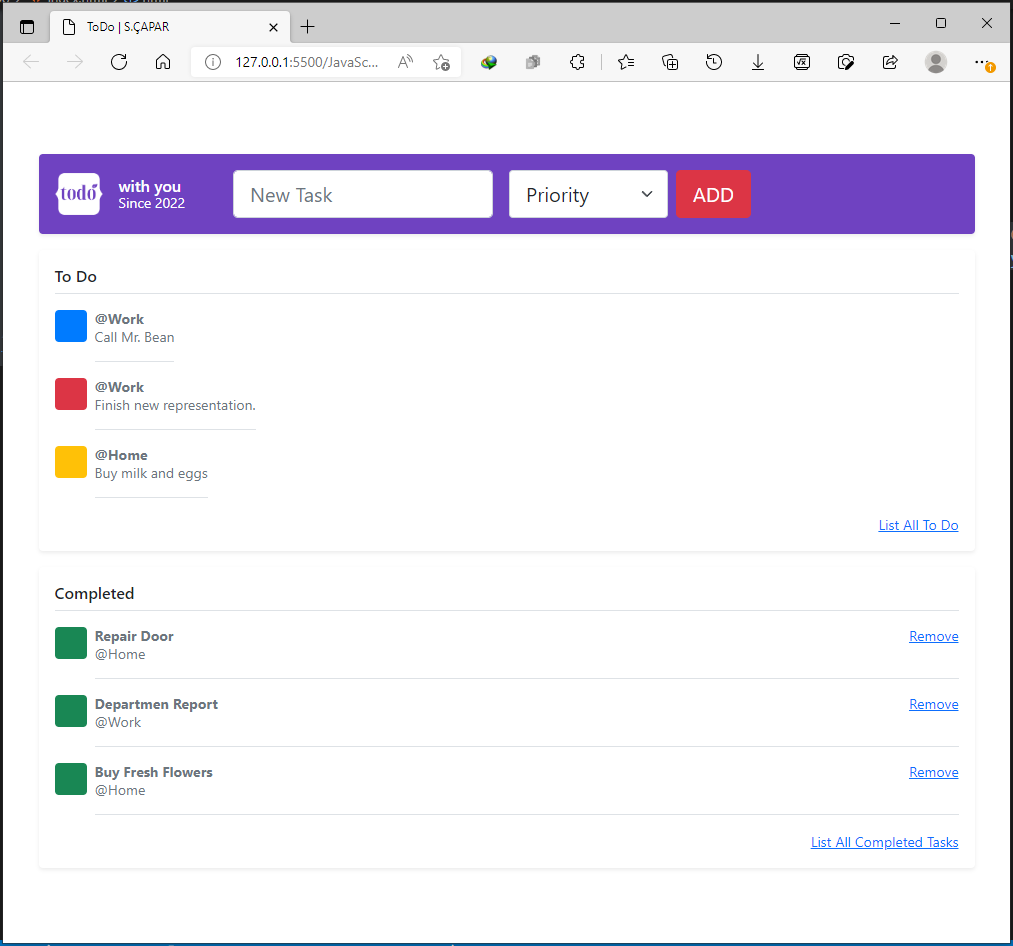 ToDo | S.ÇAPAR
127.0.0.1:5500/JavaSc...
todo
with you
Since 2022
New Task
Priority
ADD
To Do
@Work
Call Mr. Bean
@Work
Finish new representation.
@Home
Buy milk and eggs
List All To Do
Completed
Repair Door
Remove
@Home
Departmen Report
Remove
@Work
Buy Fresh Flowers
Remove
@Home
List All Completed Tasks